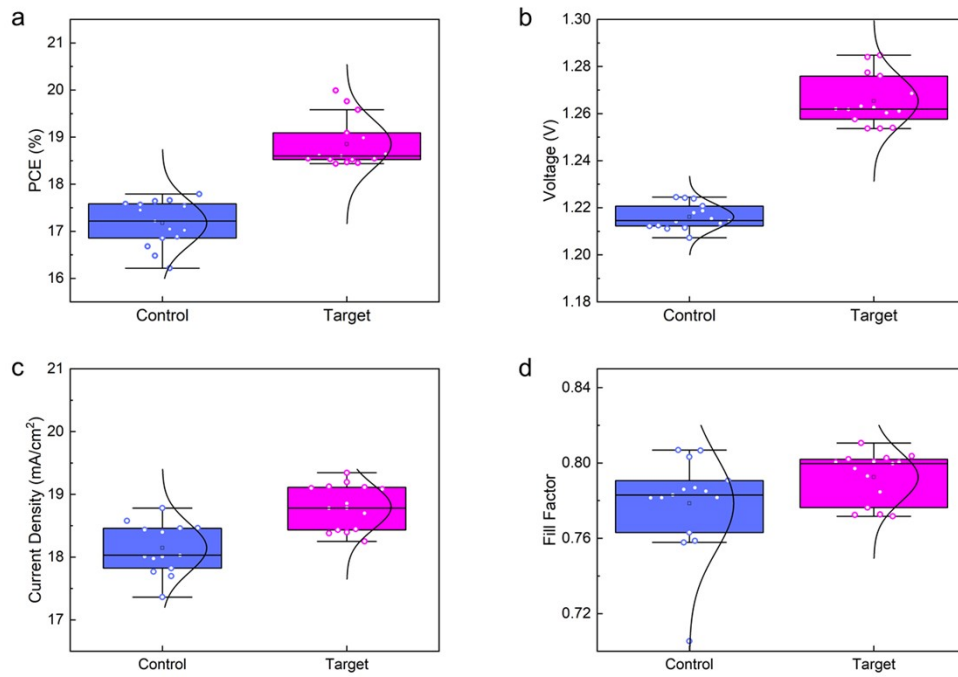 a
21
20
19
18
17
16
PCE (%)
Control
Target
b
1.30
1.28
1.26
1.24
1.22
1.20
1.18
Voltage (V)
Control
Target
c
21
20
19
18
17
Current Density (mA/cm²)
Control
Target
d
0.84
0.80
0.76
0.72
Fill Factor
Control
Target